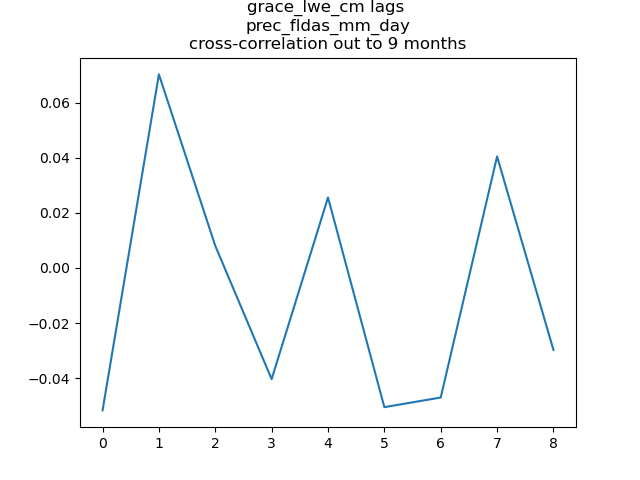 grace_lwe_cm lags
prec_fldas_mm_day
cross-correlation out to 9 months
0.06
0.04
0.02
0.00
−0.02
−0.04
0 1 2 3 4 5 6 7 8